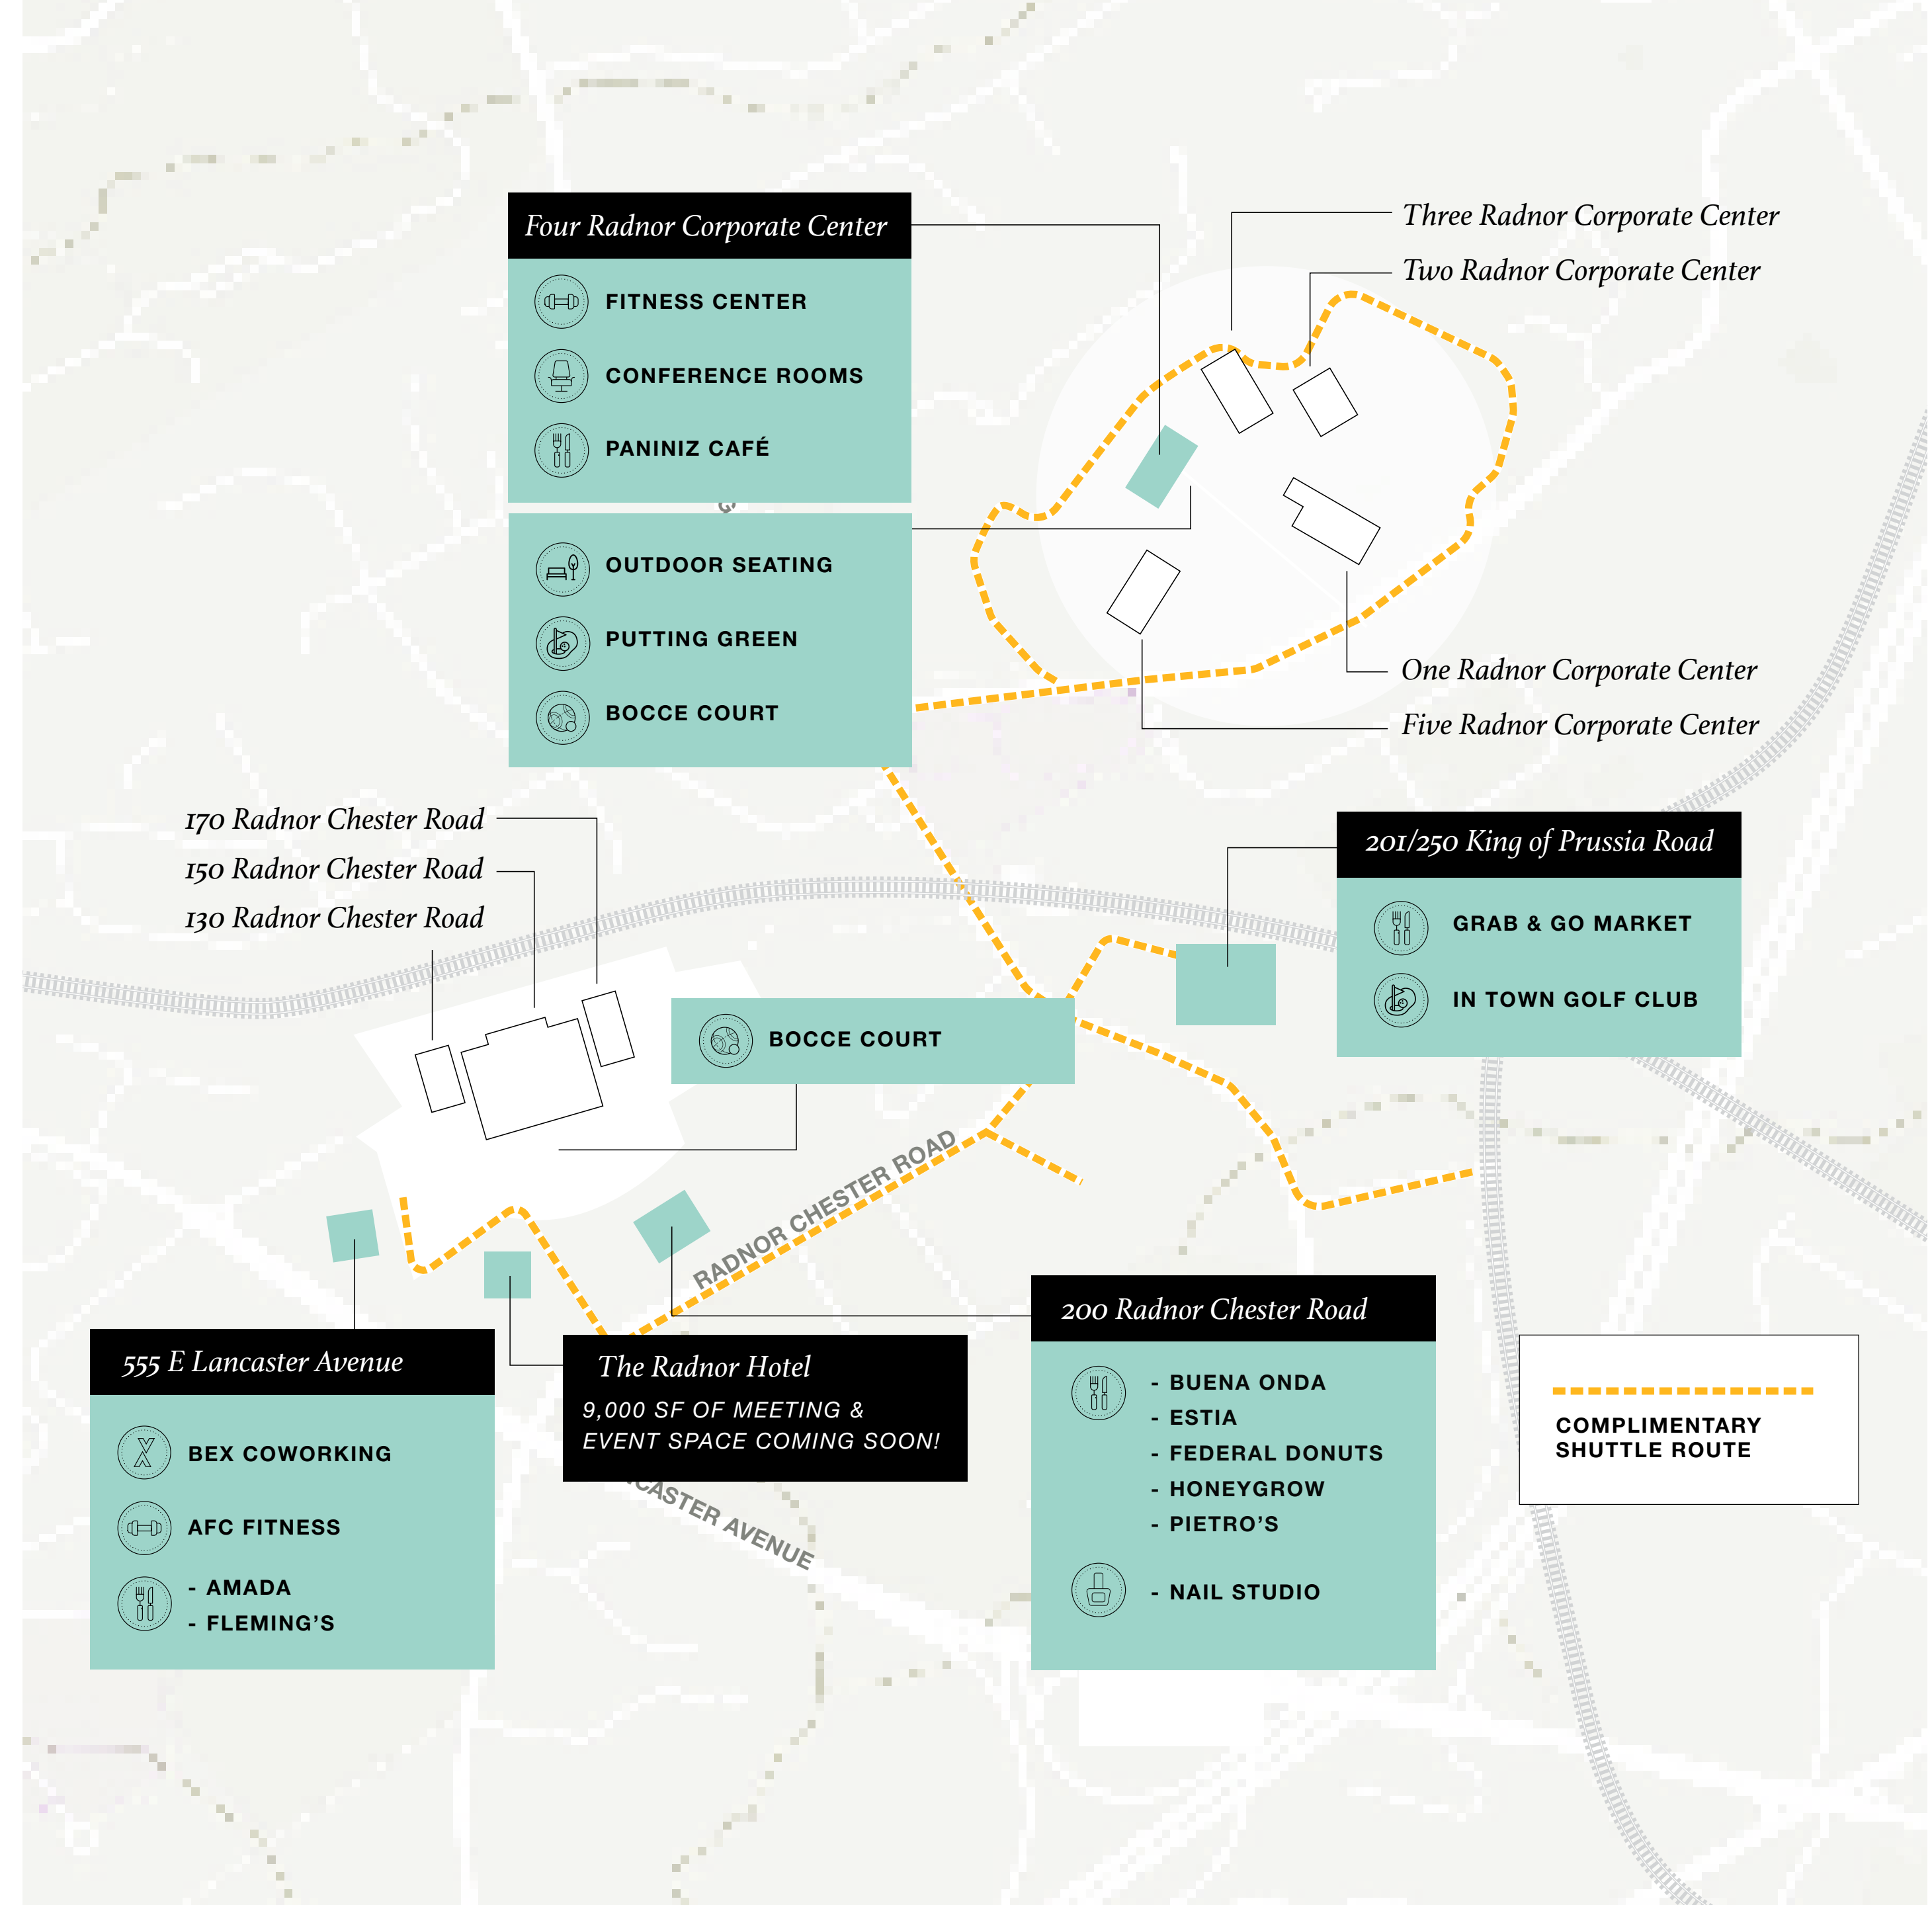 Four Radnor Corporate Center
FITNESS CENTER
CONFERENCE ROOMS
PANINIZ CAFÉ
OUTDOOR SEATING
PUTTING GREEN
BOCCE COURT
Three Radnor Corporate Center
Two Radnor Corporate Center
One Radnor Corporate Center
Five Radnor Corporate Center
170 Radnor Chester Road
150 Radnor Chester Road
130 Radnor Chester Road
201/250 King of Prussia Road
GRAB & GO MARKET
IN TOWN GOLF CLUB
BOCCE COURT
RADNOR CHESTER ROAD
555 E Lancaster Avenue
BEX COWORKING
AFC FITNESS
- AMADA
- FLEMING’S
The Radnor Hotel
9,000 SF OF MEETING &
EVENT SPACE COMING SOON!
CASTER AVENUE
200 Radnor Chester Road
- BUENA ONDA
- ESTIA
- FEDERAL DONUTS
- HONEYGROW
- PIETRO’S
- NAIL STUDIO
COMPLIMENTARY
SHUTTLE ROUTE